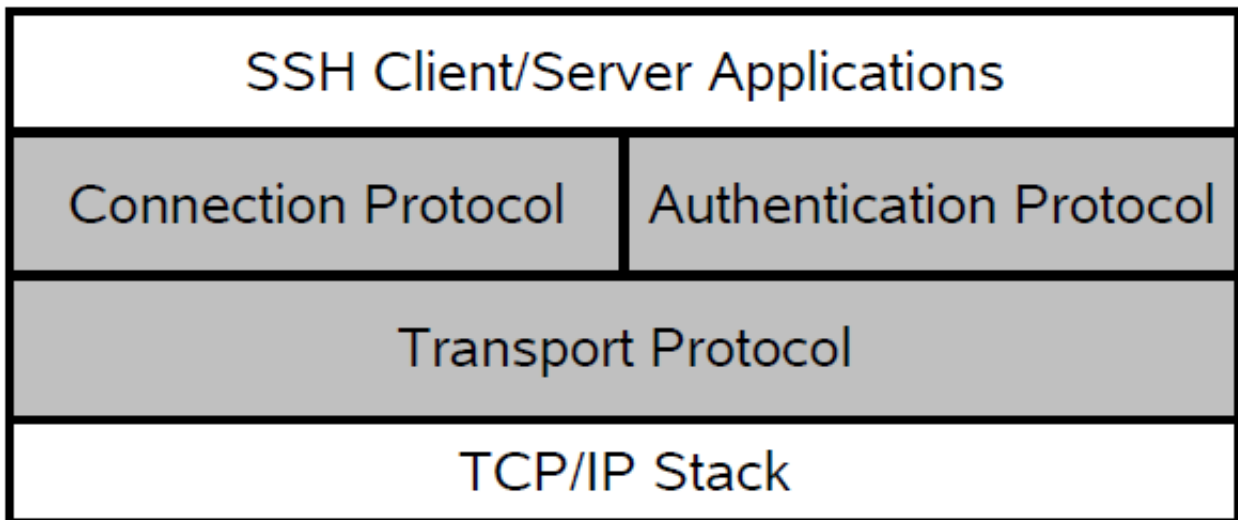 SSH Client/Server Applications
Connection Protocol
Authentication Protocol
Transport Protocol
TCP/IP Stack